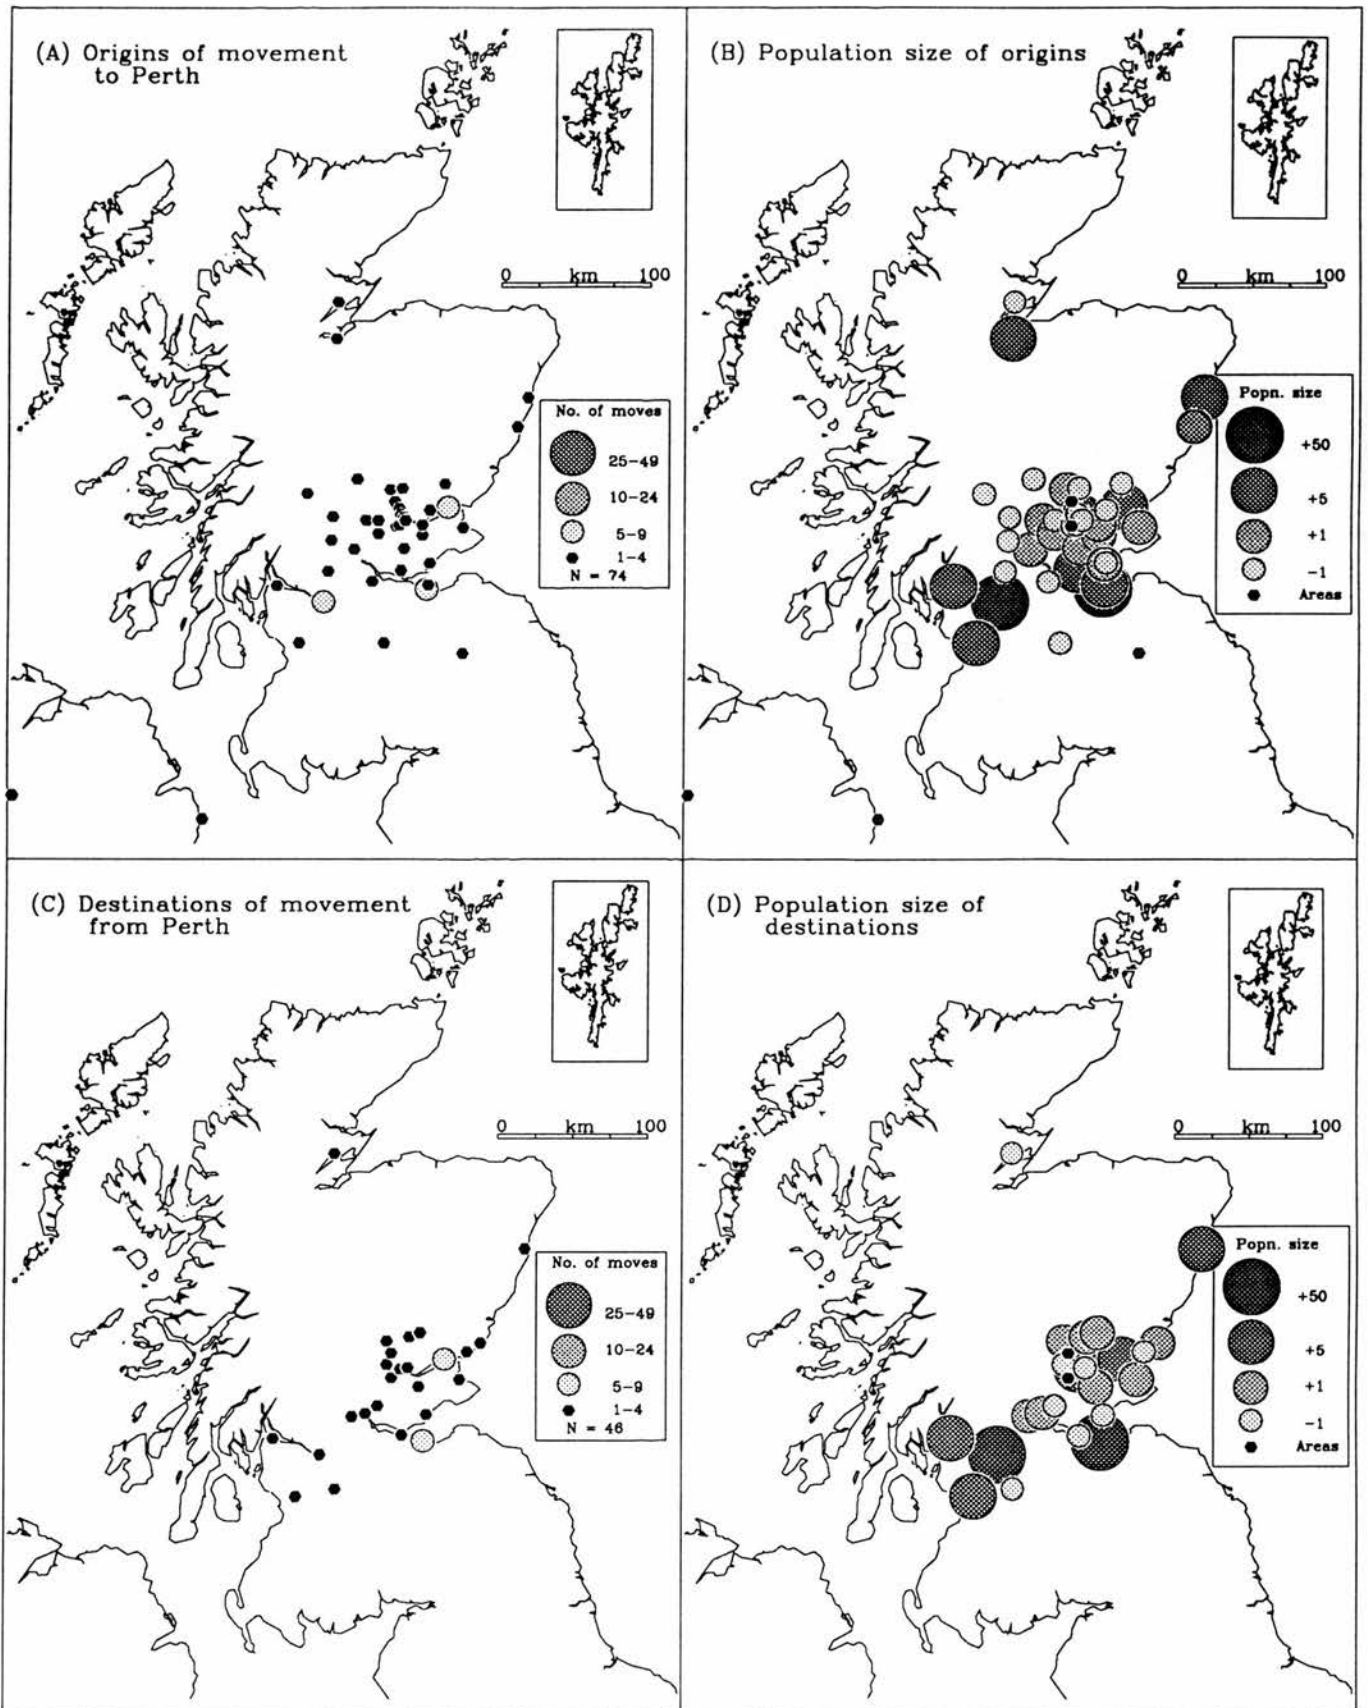 (A) Origins of movement
to Perth
0 km 100
No. of moves
25-49
10-24
5-9
1-4
N = 74
(B) Population size of origins
0 km 100
Popn. size
+50
+5
+1
-1
Areas
(C) Destinations of movement
from Perth
0 km 100
No. of moves
25-49
10-24
5-9
1-4
N = 46
(D) Population size of
destinations
0 km 100
Popn. size
+50
+5
+1
-1
Areas